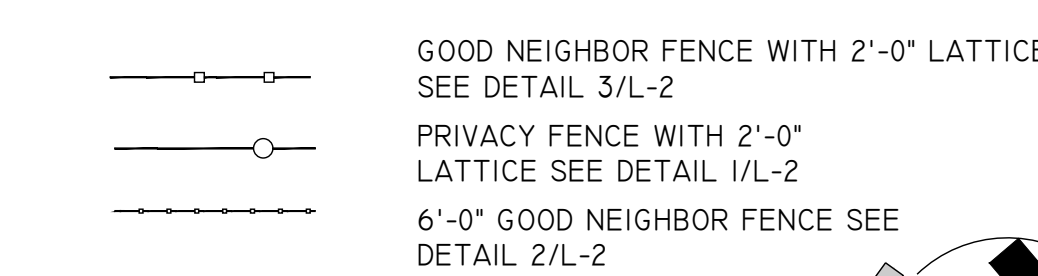 GOOD NEIGHBOR FENCE WITH 2'-0" LATTICE
SEE DETAIL 3/L-2
PRIVACY FENCE WITH 2'-0"
LATTICE SEE DETAIL 1/L-2
6'-0" GOOD NEIGHBOR FENCE SEE
DETAIL 2/L-2